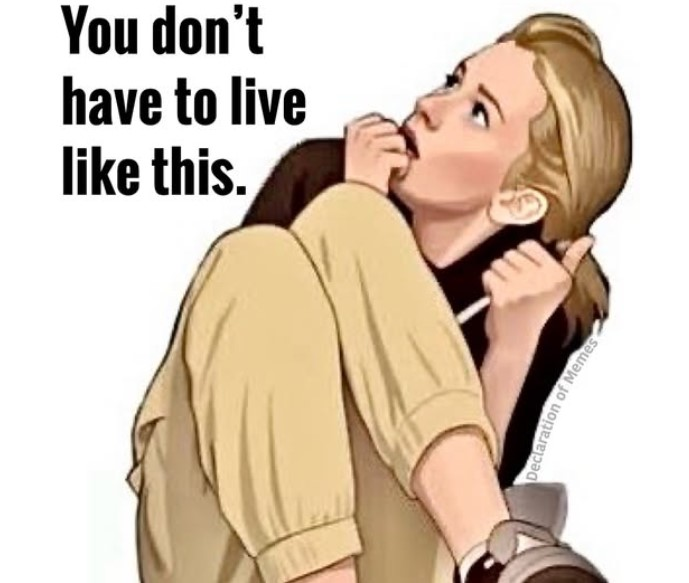 You don’t
have to live
like this.
Declaration of Memes